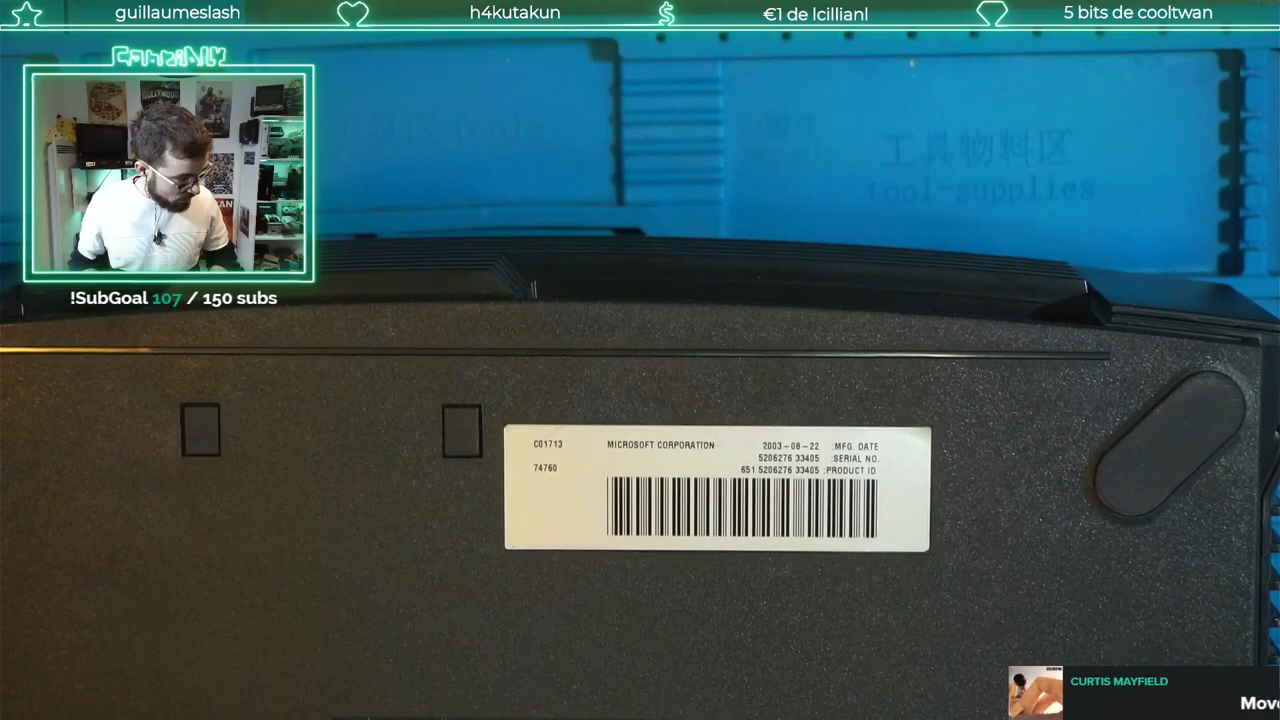 guillaumeslash
h4kutakun
€1 de lcillianl
5 bits de cooltwan
!SubGoal 107 / 150 subs
工具物料区
tool-supplies
C01713
MICROSOFT CORPORATION
2003-08-22 :MFG. DATE
5206276 33405 :SERIAL NO.
74760
651 5206276 33405 :PRODUCT ID
CURTIS MAYFIELD